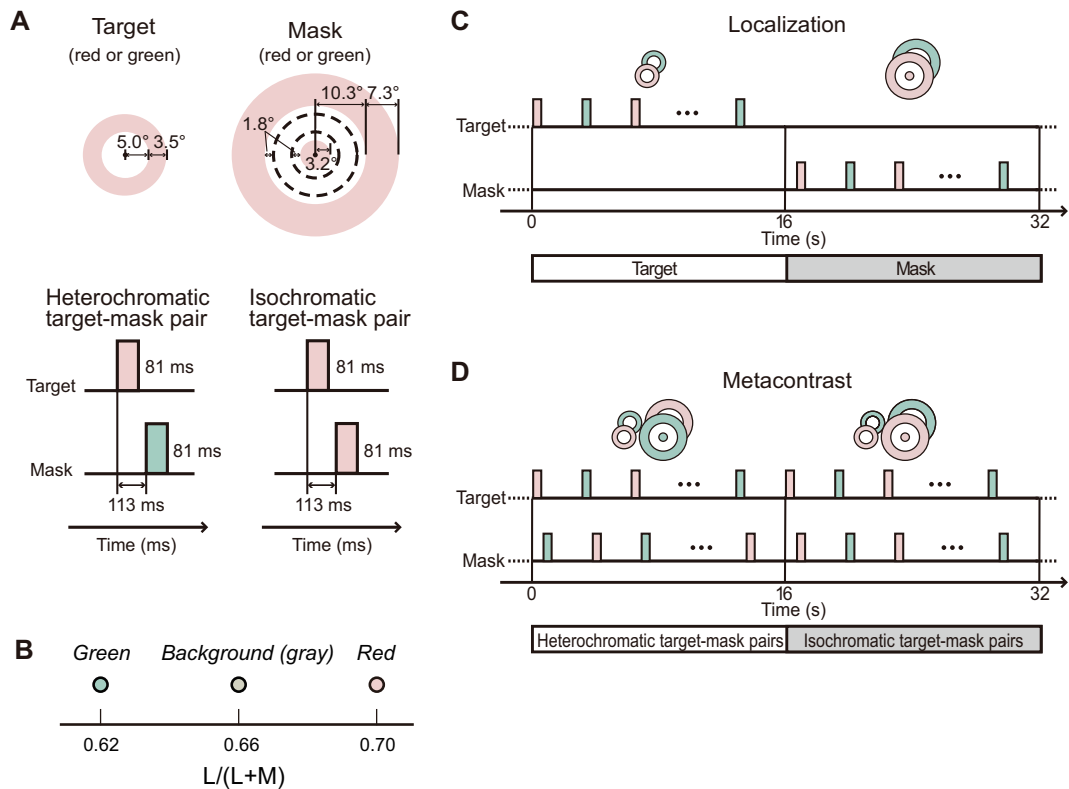 A
Target
(red or green)
5.0° 3.5°
Mask
(red or green)
10.3° 7.3°
1.8°
3.2°
Heterochromatic
target-mask pair
Target
81 ms
Mask
81 ms
113 ms
Time (ms)
Isochromatic
target-mask pair
81 ms
81 ms
113 ms
Time (ms)
B
Green Background (gray) Red
0.62 0.66 0.70
L/(L+M)
C
Localization
Target
Mask
0 16 32
Time (s)
Target Mask
D
Metacontrast
Target
Mask
0 16 32
Time (s)
Heterochromatic target-mask pairs Isochromatic target-mask pairs